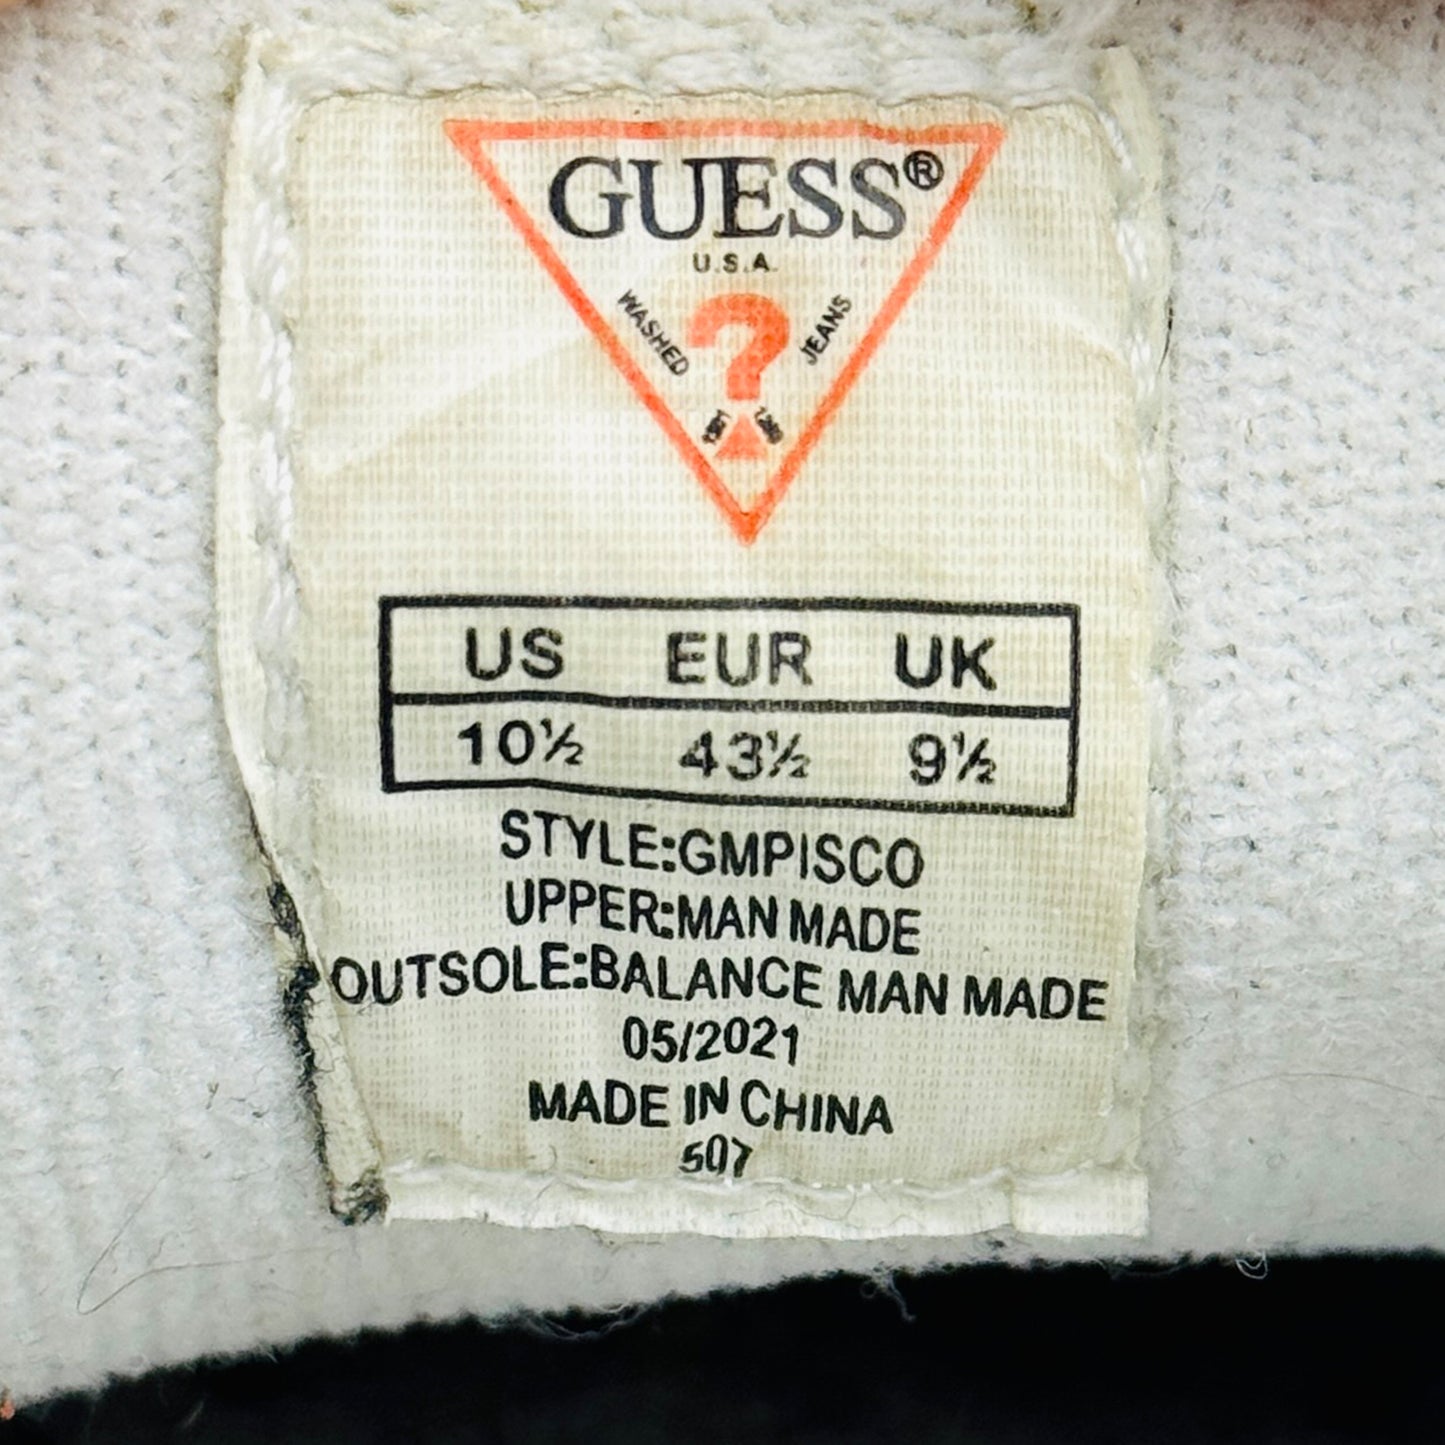 GUESS®
U.S.A.
WASHED ? JEANS
US EUR UK
10½ 43½ 9½
STYLE:GMPISCO
UPPER:MAN MADE
OUTSOLE:BALANCE MAN MADE
05/2021
MADE IN CHINA
507